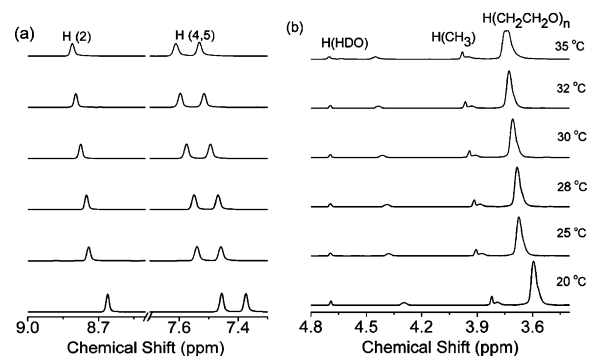 (a)
H (2)
H (4,5)
9.0 8.7 7.6 7.4
Chemical Shift (ppm)
(b)
H(HDO)
H(CH₃)
H(CH₂CH₂O)ₙ
35 °C
32 °C
30 °C
28 °C
25 °C
20 °C
4.8 4.5 4.2 3.9 3.6
Chemical Shift (ppm)